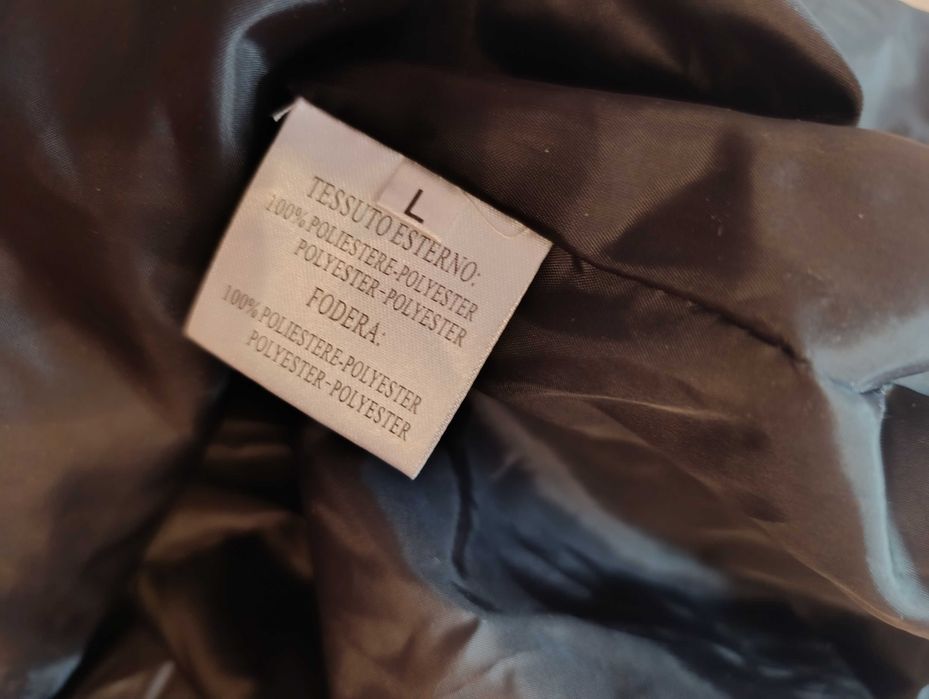 L
TESSUTO ESTERNO:
100% POLIESTERE-POLYESTER
POLYESTER-POLYESTER
FODERA:
100% POLIESTERE-POLYESTER
POLYESTER-POLYESTER